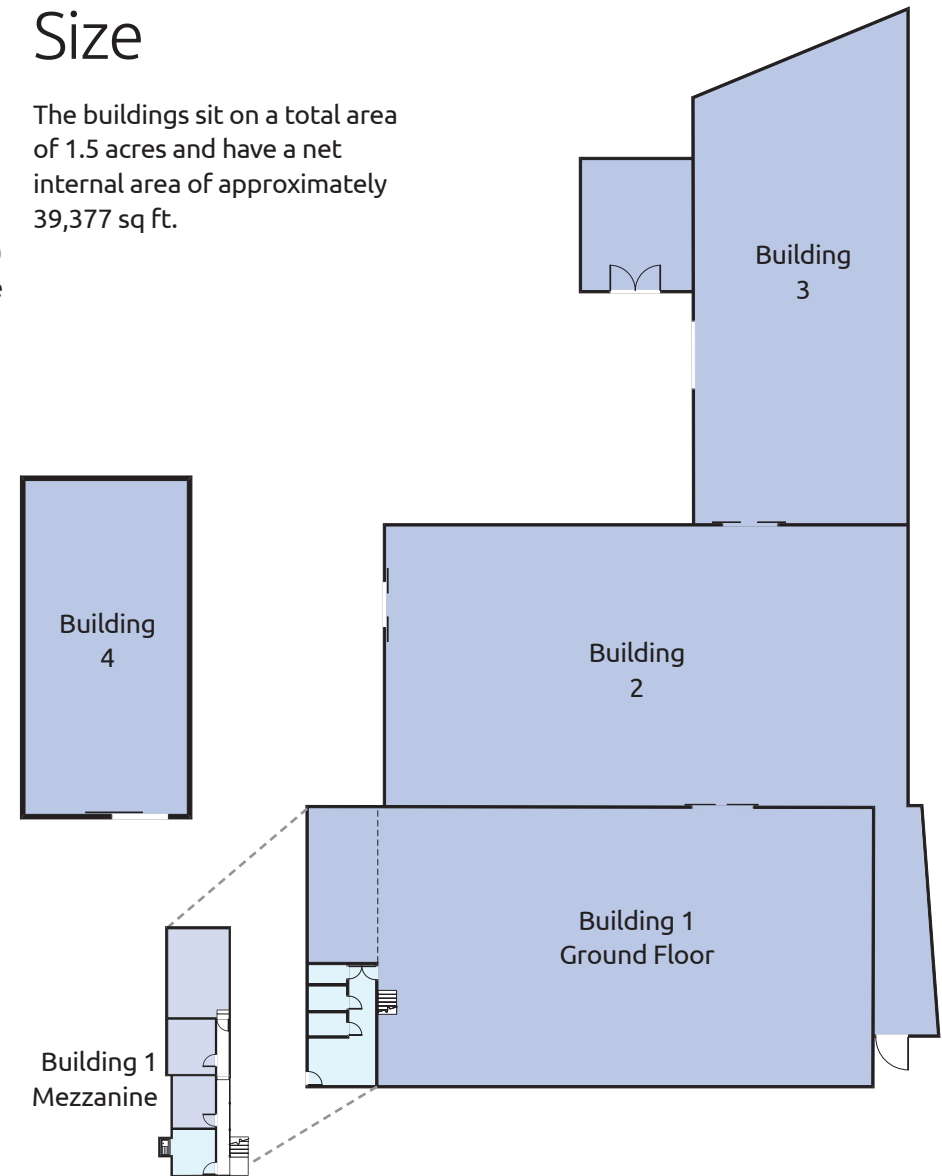 Size
The buildings sit on a total area
of 1.5 acres and have a net
internal area of approximately
39,377 sq ft.
Building
3
Building
4
Building
2
Building 1
Ground Floor
Building 1
Mezzanine